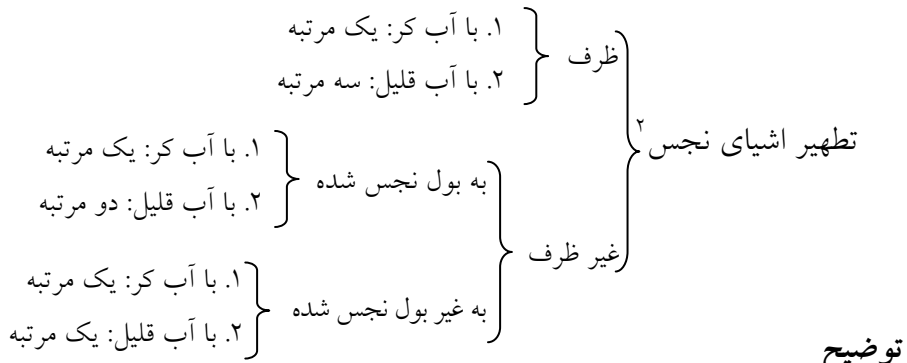 تطهیر اشیای نجس۲
ظرف
۱. با آب کر: یک مرتبه
۲. با آب قلیل: سه مرتبه
غیر ظرف
به بول نجس شده
۱. با آب کر: یک مرتبه
۲. با آب قلیل: دو مرتبه
به غیر بول نجس شده
۱. با آب کر: یک مرتبه
۲. با آب قلیل: یک مرتبه
توضیح